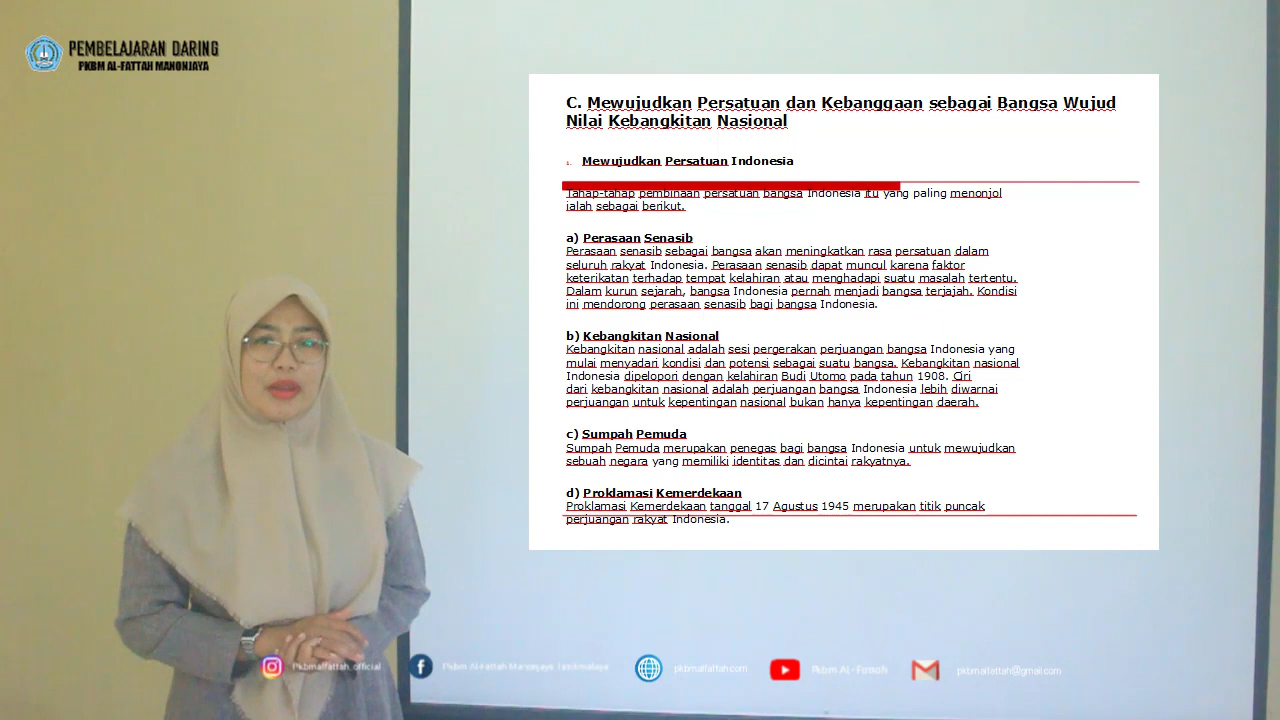 PEMBELAJARAN DARING
PKBM AL-FATTAH MANONJAYA
C. Mewujudkan Persatuan dan Kebanggaan sebagai Bangsa Wujud
Nilai Kebangkitan Nasional
1. Mewujudkan Persatuan Indonesia
Tahap-tahap pembinaan persatuan bangsa Indonesia itu yang paling menonjol
ialah sebagai berikut.
a) Perasaan Senasib
Perasaan senasib sebagai bangsa akan meningkatkan rasa persatuan dalam
seluruh rakyat Indonesia. Perasaan senasib dapat muncul karena faktor
keterikatan terhadap tempat kelahiran atau menghadapi suatu masalah tertentu.
Dalam kurun sejarah, bangsa Indonesia pernah menjadi bangsa terjajah. Kondisi
ini mendorong perasaan senasib bagi bangsa Indonesia.
b) Kebangkitan Nasional
Kebangkitan nasional adalah sesi pergerakan perjuangan bangsa Indonesia yang
mulai menyadari kondisi dan potensi sebagai suatu bangsa. Kebangkitan nasional
Indonesia dipelopori dengan kelahiran Budi Utomo pada tahun 1908. Ciri
dari kebangkitan nasional adalah perjuangan bangsa Indonesia lebih diwarnai
perjuangan untuk kepentingan nasional bukan hanya kepentingan daerah.
c) Sumpah Pemuda
Sumpah Pemuda merupakan penegas bagi bangsa Indonesia untuk mewujudkan
sebuah negara yang memiliki identitas dan dicintai rakyatnya.
d) Proklamasi Kemerdekaan
Proklamasi Kemerdekaan tanggal 17 Agustus 1945 merupakan titik puncak
perjuangan rakyat Indonesia.
Pkbmalfattah_official
Pkbm Al-Fattah Manonjaya Tasikmalaya
pkbmalfattah.com
Pkbm AL-Fattah
pkbmalfattah@gmail.com